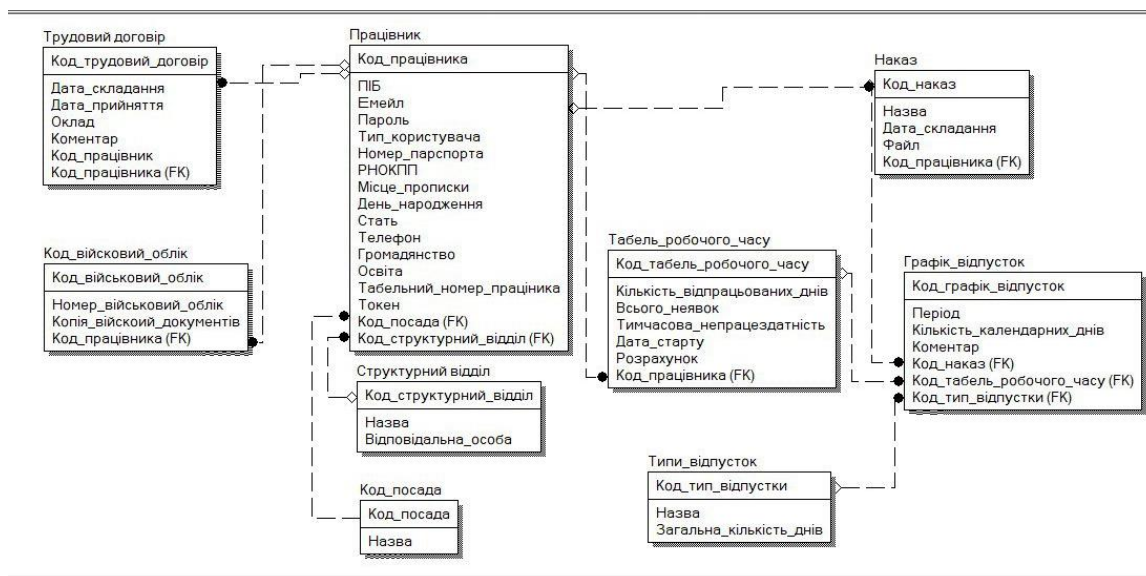 Трудовий договір
Код_трудовий_договір
Дата_складання
Дата_прийняття
Оклад
Коментар
Код_працівник
Код_працівника (FK)
Код_війсковий_облік
Код_військовий_облік
Номер_військовий_облік
Копія_війскоий_документів
Код_працівника (FK)
Працівник
Код_працівника
ПІБ
Емейл
Пароль
Тип_користувача
Номер_парспорта
РНОКПП
Місце_прописки
День_народження
Стать
Телефон
Громадянство
Освіта
Табельний_номер_праціника
Токен
Код_посада (FK)
Код_структурний_відділ (FK)
Структурний відділ
Код_структурний_відділ
Назва
Відповідальна_особа
Код_посада
Код_посада
Назва
Табель_робочого_часу
Код_табель_робочого_часу
Кількість_відпрацьованих_днів
Всього_неявок
Тимчасова_непрацездатність
Дата_старту
Розрахунок
Код_працівника (FK)
Типи_відпусток
Код_тип_відпустки
Назва
Загальна_кількість_днів
Наказ
Код_наказ
Назва
Дата_складання
Файл
Код_працівника (FK)
Графік_відпусток
Код_графік_відпусток
Період
Кількість_календарних_днів
Коментар
Код_наказ (FK)
Код_табель_робочого_часу (FK)
Код_тип_відпустки (FK)